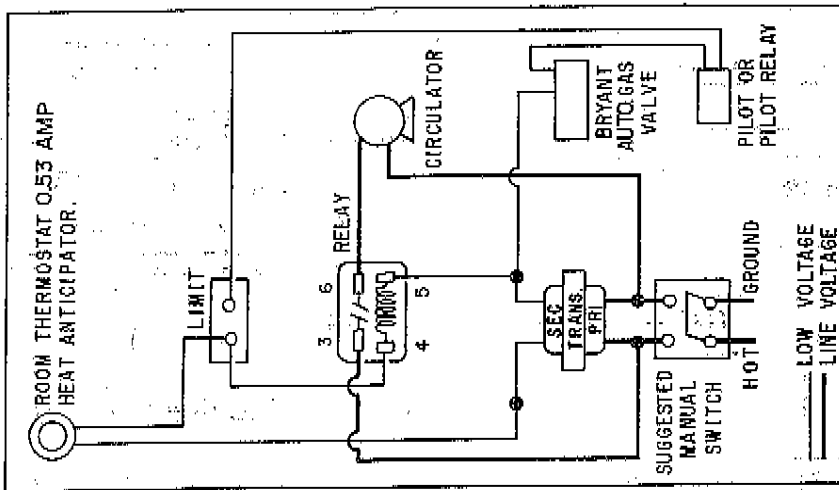 ROOM THERMOSTAT 0.53 AMP
HEAT ANTICIPATOR.
LIMIT
RELAY
3
6
4
5
CIRCULATOR
SEC
TRANS.
PRI
BRYANT
AUTO. GAS
VALVE
PILOT OR
PILOT RELAY
SUGGESTED
MANUAL
SWITCH
HOT
GROUND
LOW VOLTAGE
LINE VOLTAGE